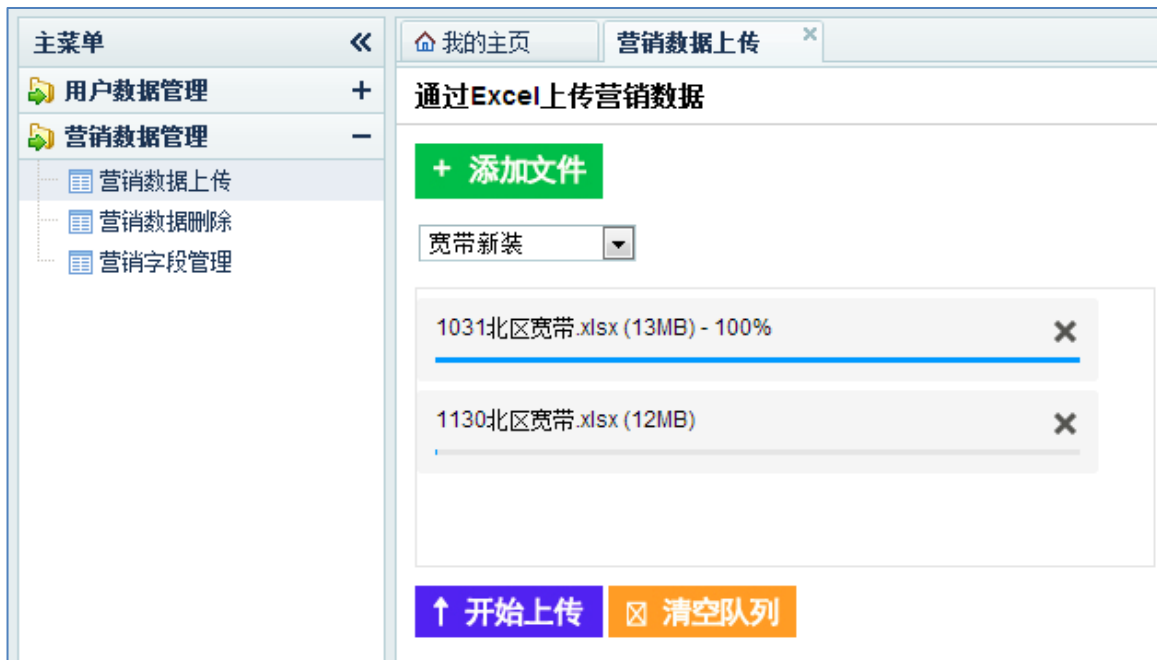 主菜单
用户数据管理
营销数据管理
营销数据上传
营销数据删除
营销字段管理
我的主页
营销数据上传
通过Excel上传营销数据
+ 添加文件
宽带新装
1031北区宽带.xlsx (13MB) - 100%
1130北区宽带.xlsx (12MB)
开始上传
清空队列